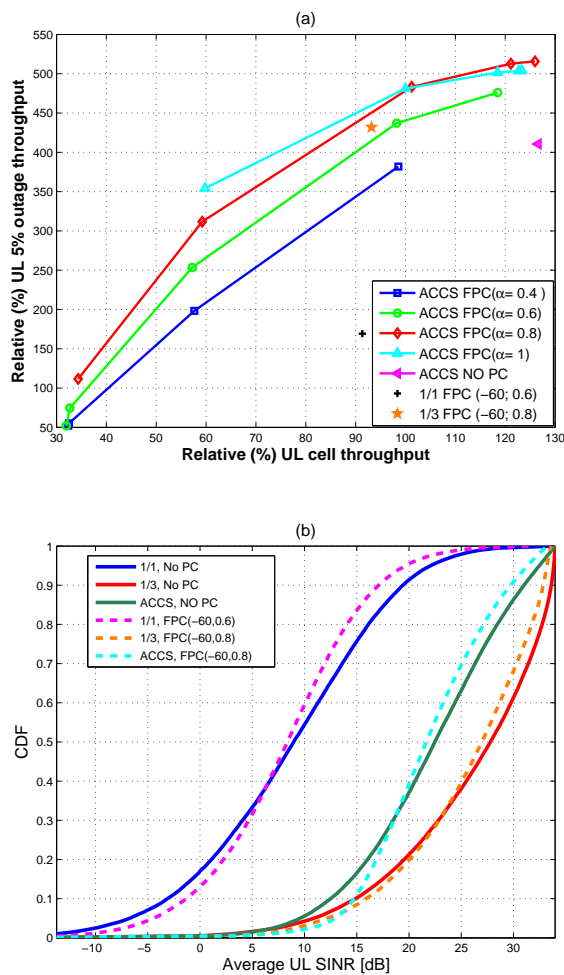 (a)
550
500
450
400
350
300
250
200
150
100
50
30 40 50 60 70 80 90 100 110 120 130
Relative (%) UL 5% outage throughput
Relative (%) UL cell throughput
ACCS FPC(α= 0.4 )
ACCS FPC(α= 0.6)
ACCS FPC(α= 0.8)
ACCS FPC(α= 1)
ACCS NO PC
1/1 FPC (-60; 0.6)
1/3 FPC (-60; 0.8)
(b)
1
0.9
0.8
0.7
0.6
0.5
0.4
0.3
0.2
0.1
0
−10 −5 0 5 10 15 20 25 30
CDF
Average UL SINR [dB]
1/1, No PC
1/3, No PC
ACCS, NO PC
1/1, FPC(−60,0.6)
1/3, FPC(−60,0.8)
ACCS, FPC(−60,0.8)